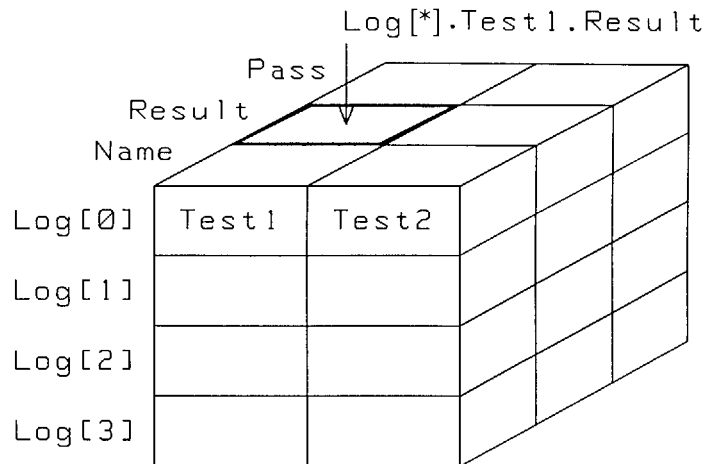 Log[*].Test1.Result
Pass
Result
Name
Log[0] Test1 Test2
Log[1]
Log[2]
Log[3]